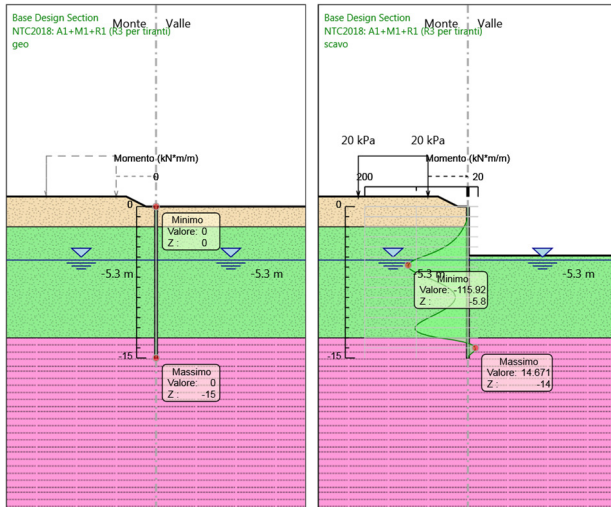 Base Design Section
NTC2018: A1+M1+R1 (R3 per tiranti)
geo
Monte Valle
Momento (kN*m/m)
0
0
Minimo
Valore: 0
Z : 0
-5.3 m
-5.3 m
-15
Massimo
Valore: 0
Z : -15
Base Design Section
NTC2018: A1+M1+R1 (R3 per tiranti)
scavo
Monte Valle
20 kPa
20 kPa
Momento (kN*m/m)
200
20
0
-5.3 m
-5.3 m
Minimo
Valore: -115.92
Z : -5.8
-15
Massimo
Valore: 14.671
Z : -14